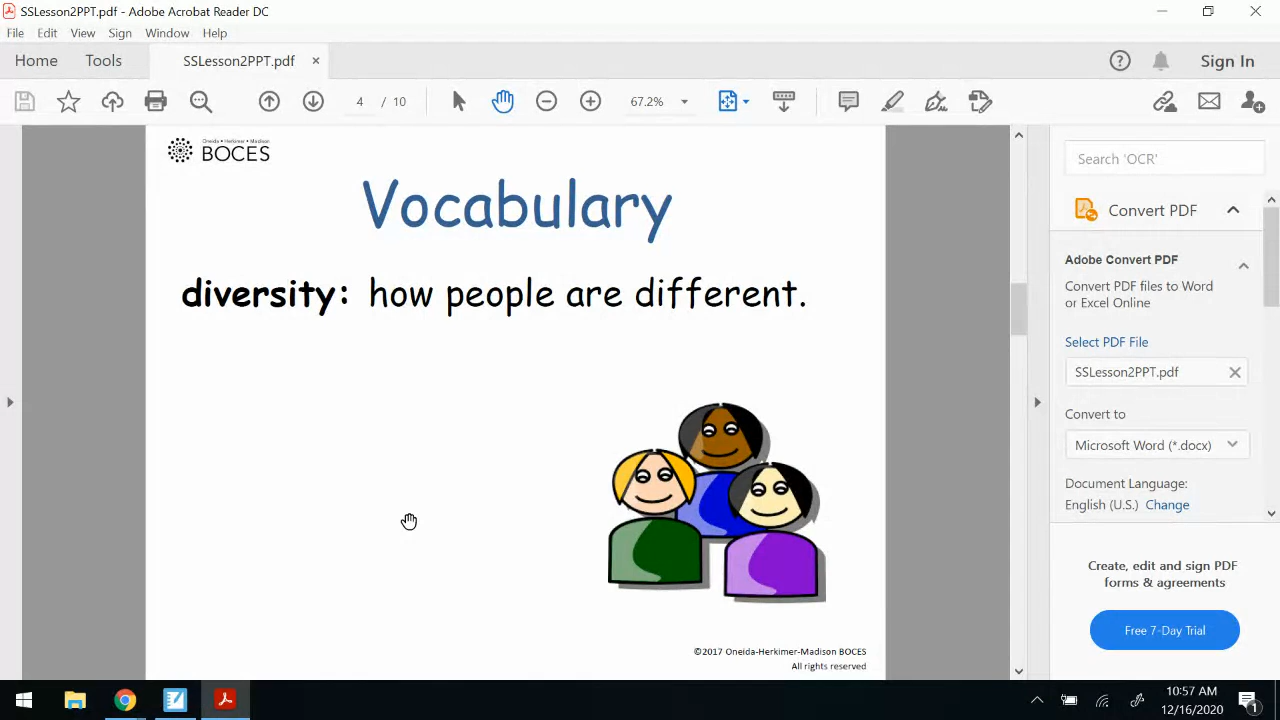 SSLesson2PPT.pdf - Adobe Acrobat Reader DC
File Edit View Sign Window Help
Home Tools SSLesson2PPT.pdf × Sign In
4 / 10 67.2%
Search 'OCR'
Oneida • Herkimer • Madison
BOCES
Vocabulary
diversity: how people are different.
©2017 Oneida-Herkimer-Madison BOCES
All rights reserved
Convert PDF
Adobe Convert PDF
Convert PDF files to Word
or Excel Online
Select PDF File
SSLesson2PPT.pdf
Convert to
Microsoft Word (*.docx)
Document Language:
English (U.S.) Change
Create, edit and sign PDF
forms & agreements
Free 7-Day Trial
10:57 AM
12/16/2020
1